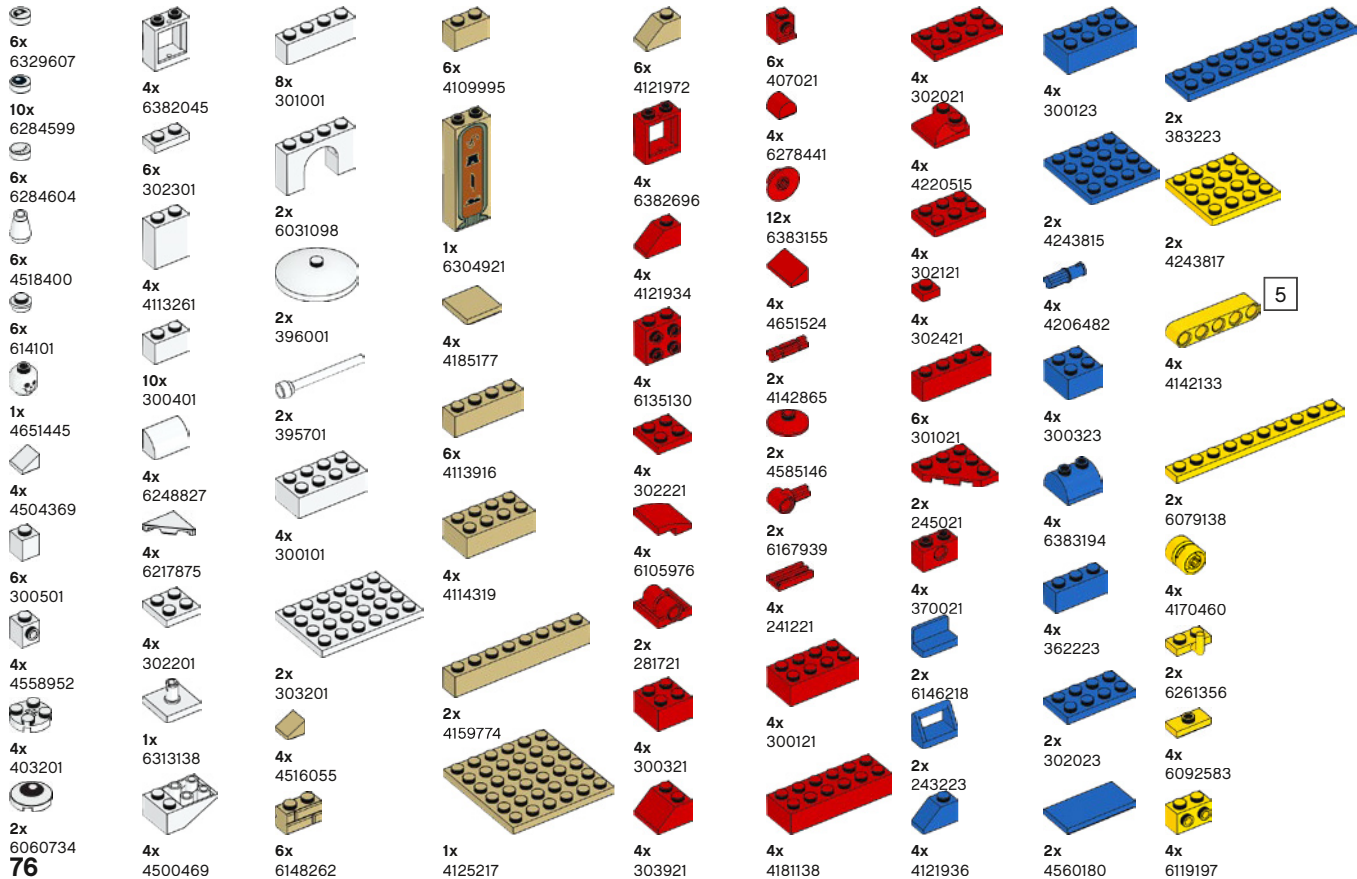 6x
6329607
10x
6284599
6x
6284604
6x
4518400
6x
614101
1x
4651445
4x
4504369
6x
300501
4x
4558952
4x
403201
2x
6060734
76
4x
6382045
6x
302301
4x
4113261
10x
300401
4x
6248827
4x
6217875
4x
302201
1x
6313138
4x
4500469
8x
301001
2x
6031098
2x
396001
2x
395701
4x
300101
2x
303201
4x
4516055
6x
6148262
6x
4109995
1x
6304921
4x
4185177
6x
4113916
4x
4114319
2x
4159774
1x
4125217
6x
4121972
4x
6382696
4x
4121934
4x
6135130
4x
302221
4x
6105976
2x
281721
4x
300321
4x
303921
6x
407021
4x
6278441
12x
6383155
4x
4651524
2x
4142865
2x
4585146
2x
6167939
4x
241221
4x
300121
4x
4181138
4x
302021
4x
4220515
4x
302121
4x
302421
6x
301021
2x
245021
4x
370021
2x
6146218
2x
243223
4x
4121936
4x
300123
2x
4243815
4x
4206482
4x
300323
4x
6383194
4x
362223
2x
302023
2x
4560180
2x
383223
2x
4243817
5
4x
4142133
2x
6079138
4x
4170460
2x
6261356
4x
6092583
4x
6119197